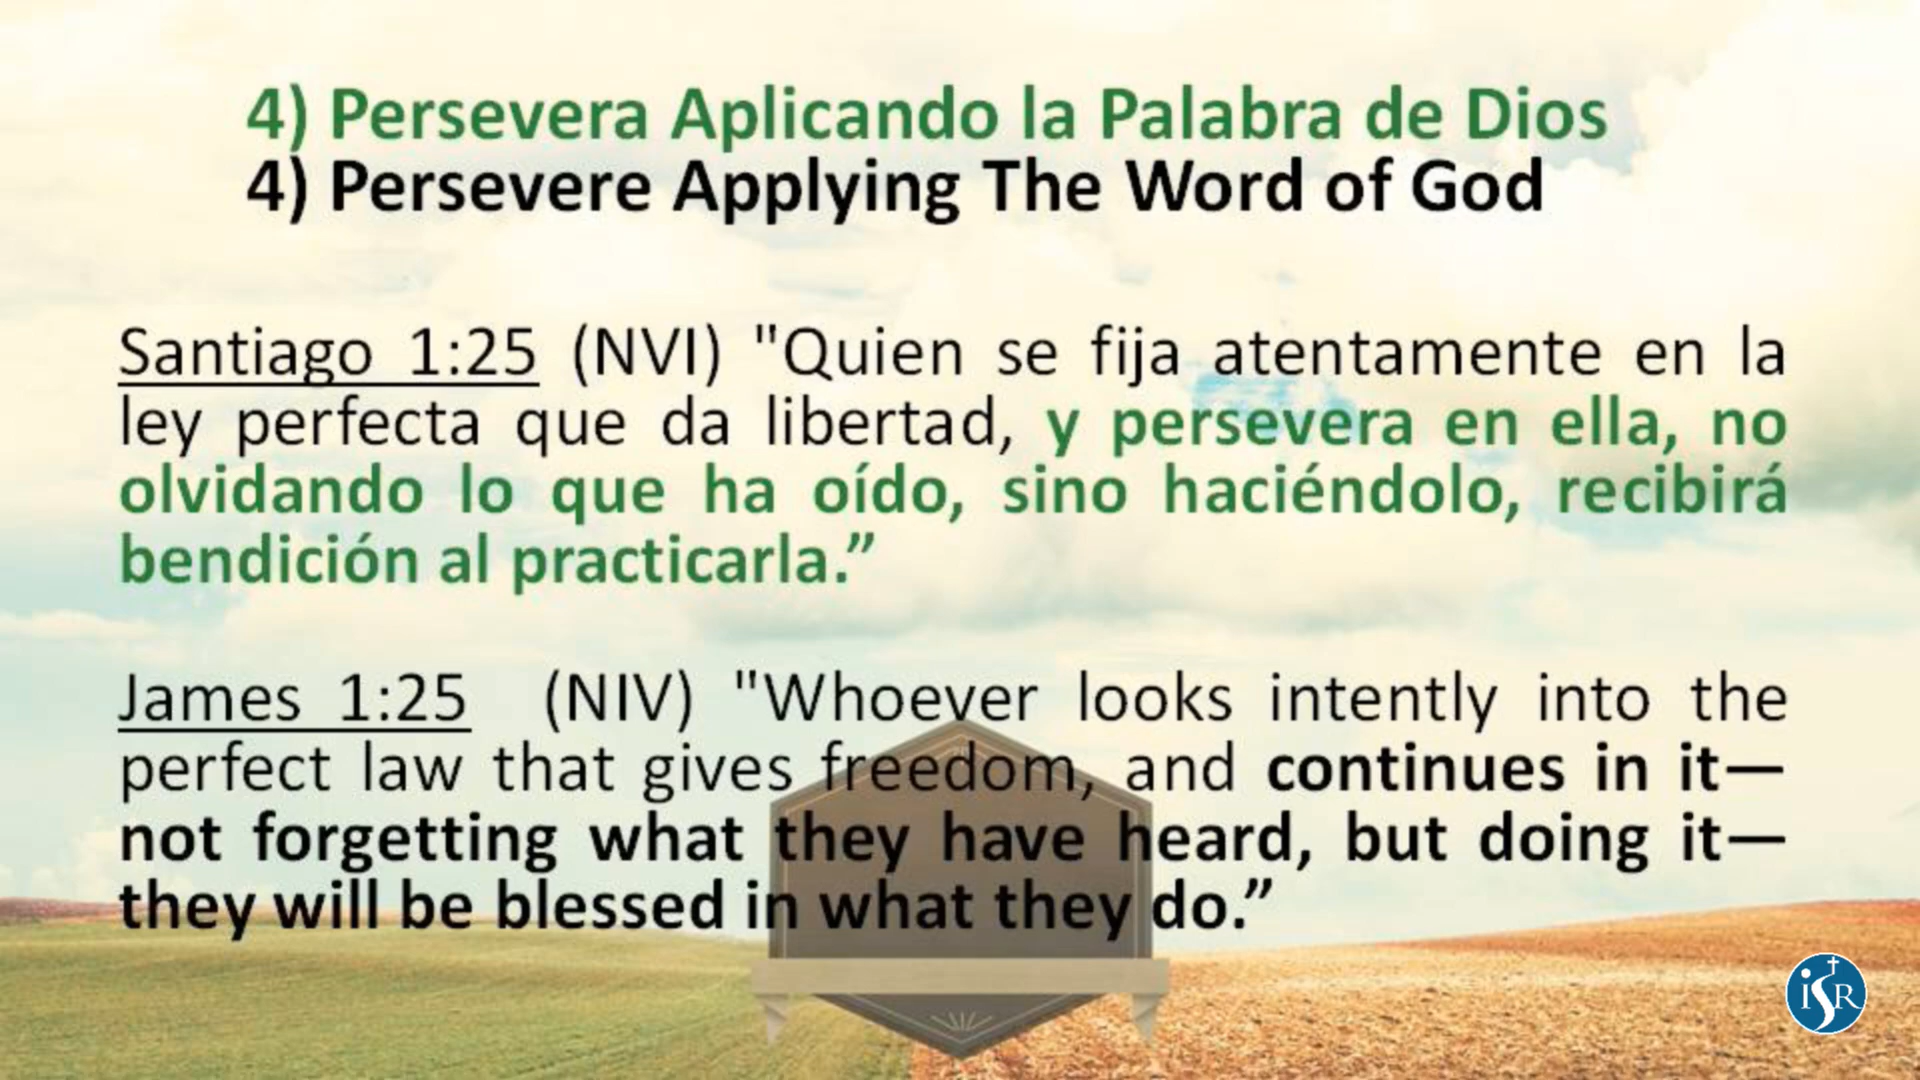 4) Persevera Aplicando la Palabra de Dios
4) Persevere Applying The Word of God
Santiago 1:25 (NVI) "Quien se fija atentamente en la
ley perfecta que da libertad, y persevera en ella, no
olvidando lo que ha oído, sino haciéndolo, recibirá
bendición al practicarla.”
James 1:25 (NIV) "Whoever looks intently into the
perfect law that gives freedom, and continues in it—
not forgetting what they have heard, but doing it—
they will be blessed in what they do.”
iSR